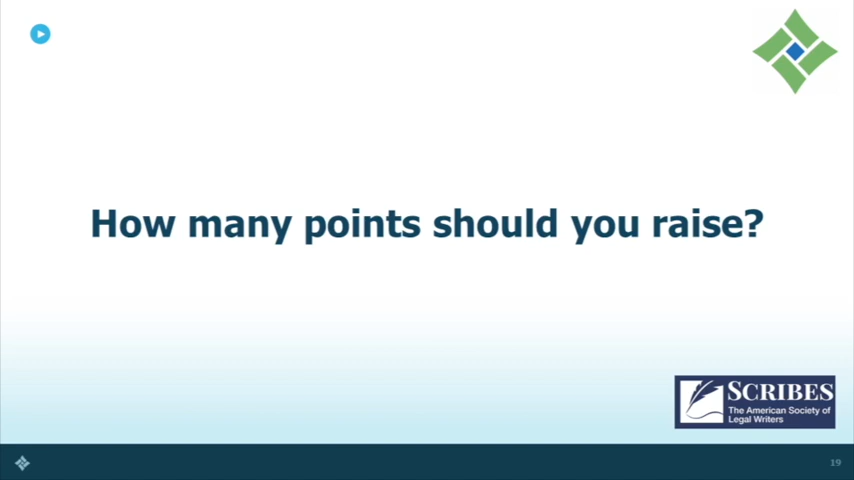 How many points should you raise?
SCRIBES
The American Society of
Legal Writers
19